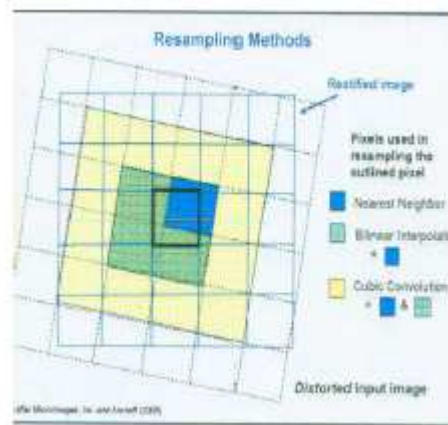 Resampling Methods
Rectified image
Pixels used in
resampling the
outlined pixel
Nearest Neighbor
Bilinear Interpolation
+
Cubic Convolution
+ &
Distorted input image